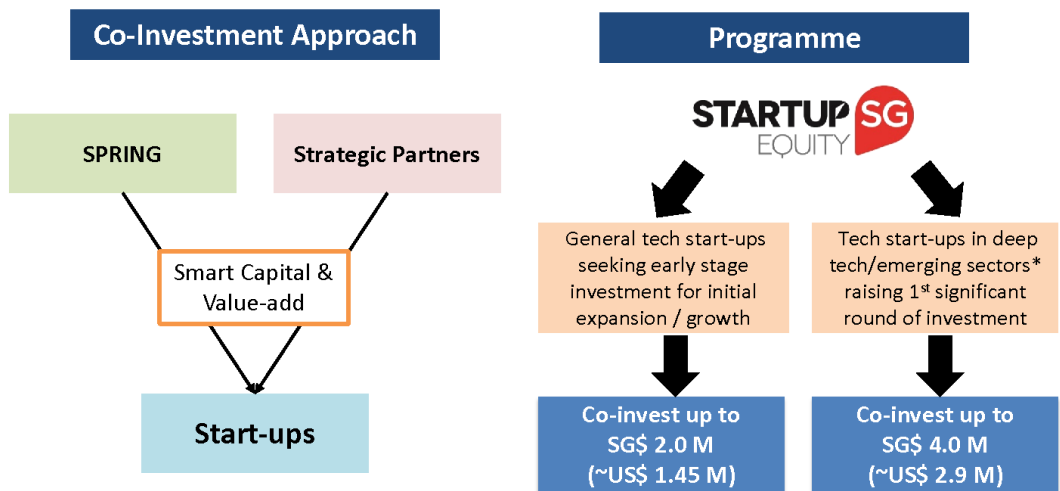 Co-Investment Approach
SPRING
Strategic Partners
Smart Capital &
Value-add
Start-ups
Programme
STARTUP SG
EQUITY
General tech start-ups
seeking early stage
investment for initial
expansion / growth
Tech start-ups in deep
tech/emerging sectors*
raising 1st significant
round of investment
Co-invest up to
SG$ 2.0 M
(~US$ 1.45 M)
Co-invest up to
SG$ 4.0 M
(~US$ 2.9 M)